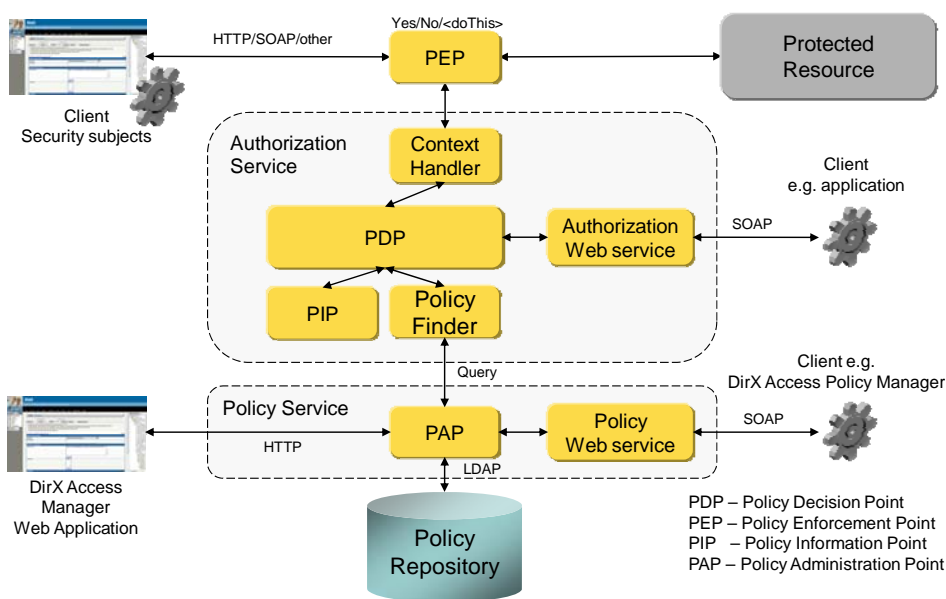 Yes/No/<doThis>
HTTP/SOAP/other
PEP
Protected
Resource
Client
Security subjects
Authorization
Service
Context
Handler
Client
e.g. application
PDP
Authorization
Web service
SOAP
PIP
Policy
Finder
Query
Client e.g.
DirX Access Policy Manager
Policy Service
PAP
Policy
Web service
SOAP
HTTP
LDAP
DirX Access
Manager
Web Application
Policy
Repository
PDP – Policy Decision Point
PEP – Policy Enforcement Point
PIP – Policy Information Point
PAP – Policy Administration Point